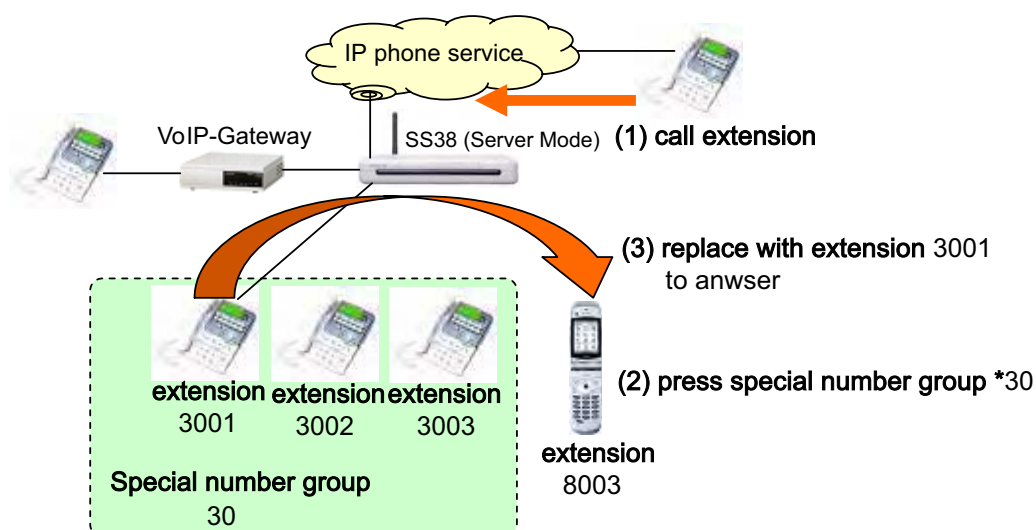 IP phone service
VoIP-Gateway
SS38 (Server Mode)
(1) call extension
(3) replace with extension 3001
to anwser
extension
3001
extension
3002
extension
3003
(2) press special number group *30
extension
8003
Special number group
30